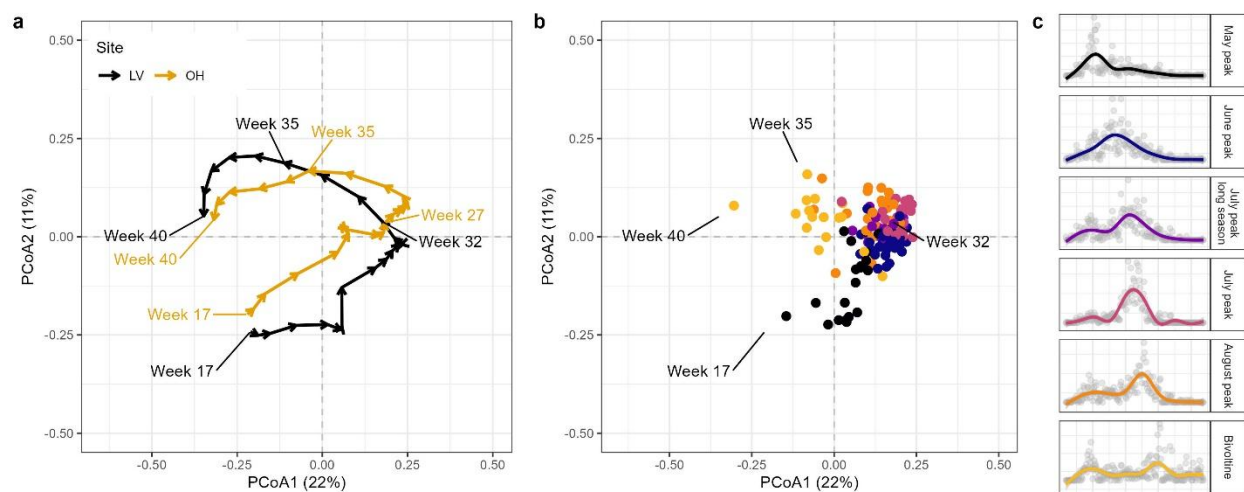 a
Site
LV
OH
0.50
0.25
0.00
-0.25
-0.50
PCoA2 (11%)
Week 35
Week 35
Week 27
Week 32
Week 40
Week 40
Week 17
Week 17
-0.50
-0.25
0.00
0.25
0.50
PCoA1 (22%)
b
0.50
0.25
0.00
-0.25
-0.50
PCoA2 (11%)
Week 35
Week 40
Week 32
Week 17
-0.50
-0.25
0.00
0.25
0.50
PCoA1 (22%)
c
May peak
June peak
July peak
long season
July peak
August peak
Bivoltine